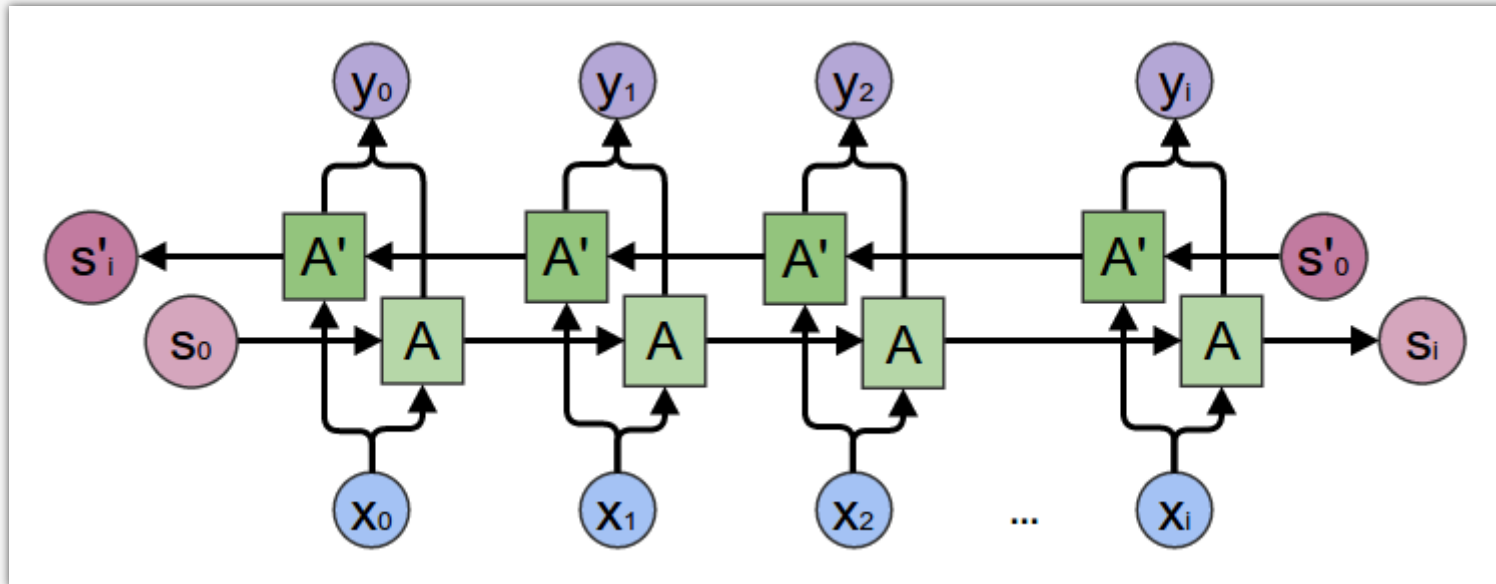 y₀ y₁ y₂ yᵢ
s'ᵢ A' A' A' A' s'₀
s₀ A A A A sᵢ
x₀ x₁ x₂ ... xᵢ